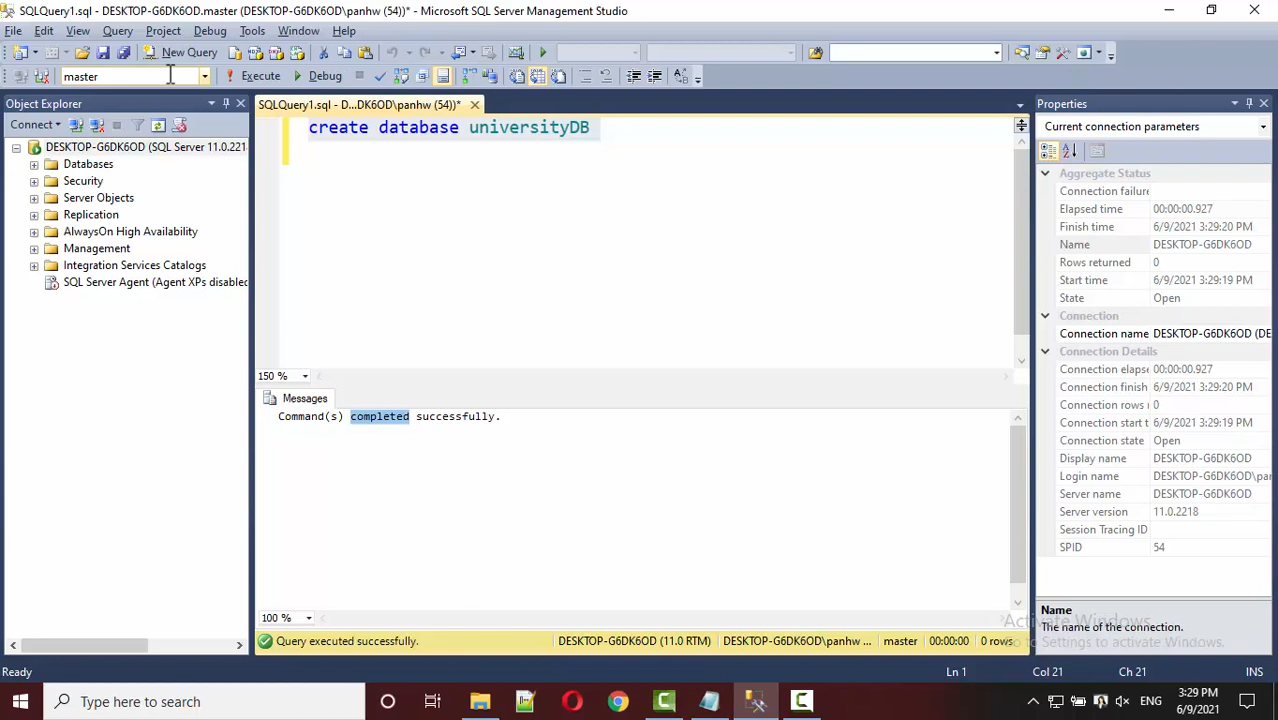 SQLQuery1.sql - DESKTOP-G6DK6OD.master (DESKTOP-G6DK6OD\panhw (54))* - Microsoft SQL Server Management Studio
File Edit View Query Project Debug Tools Window Help
New Query
master Execute Debug
Object Explorer
Connect
DESKTOP-G6DK6OD (SQL Server 11.0.221
Databases
Security
Server Objects
Replication
AlwaysOn High Availability
Management
Integration Services Catalogs
SQL Server Agent (Agent XPs disabled
SQLQuery1.sql - D...DK6OD\panhw (54))*
create database universityDB
150 %
Messages
Command(s) completed successfully.
100 %
Query executed successfully. DESKTOP-G6DK6OD (11.0 RTM) DESKTOP-G6DK6OD\panhw ... master 00:00:00 0 rows
Properties
Current connection parameters
Aggregate Status
Connection failure
Elapsed time 00:00:00.927
Finish time 6/9/2021 3:29:20 PM
Name DESKTOP-G6DK6OD
Rows returned 0
Start time 6/9/2021 3:29:19 PM
State Open
Connection
Connection name DESKTOP-G6DK6OD (DE
Connection Details
Connection elaps 00:00:00.927
Connection finish 6/9/2021 3:29:20 PM
Connection rows r 0
Connection start t 6/9/2021 3:29:19 PM
Connection state Open
Display name DESKTOP-G6DK6OD
Login name DESKTOP-G6DK6OD\pan
Server name DESKTOP-G6DK6OD
Server version 11.0.2218
Session Tracing ID
SPID 54
Name
The name of the connection.
Activate Windows
Go to Settings to activate Windows.
Ready Ln 1 Col 21 Ch 21 INS
Type here to search
ENG
3:29 PM
6/9/2021